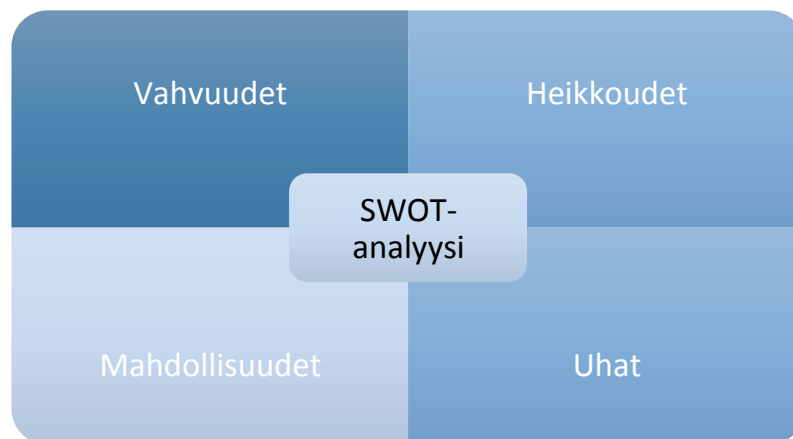 Vahvuudet
Heikkoudet
SWOT-
analyysi
Mahdollisuudet
Uhat